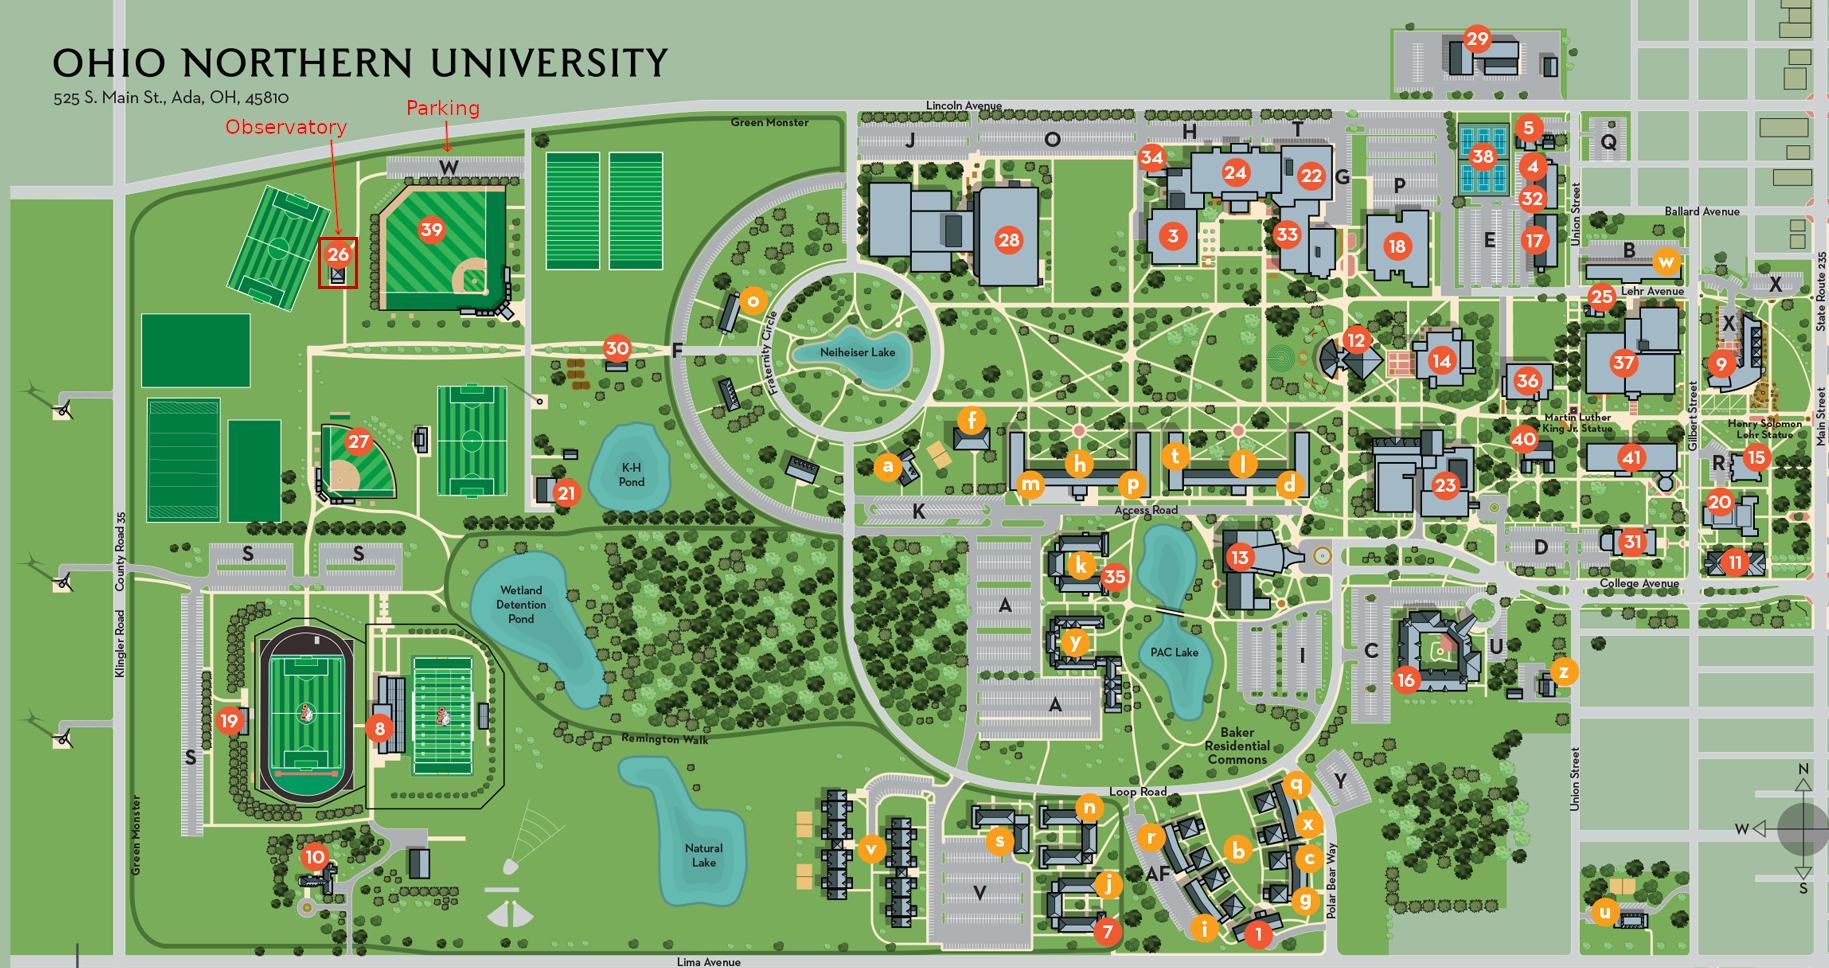 OHIO NORTHERN UNIVERSITY
525 S. Main St., Ada, OH, 45810
Observatory
Parking
Lincoln Avenue
Green Monster
29
W
J
O
H
T
G
P
38
5
4
32
Q
34
24
22
39
26
28
3
33
18
E
17
Union Street
Ballard Avenue
B
w
Lehr Avenue
X
State Route 235
25
o
Fraternity Circle
Neiheiser Lake
30
F
12
14
36
37
X
9
Martin Luther
King Jr. Statue
Gilbert Street
Henry Solomon
Lehr Statue
Main Street
27
K-H
Pond
21
f
a
m
h
p
t
l
d
23
40
41
R
15
20
K
Access Road
S
S
County Road 35
Wetland
Detention
Pond
k
35
13
D
31
11
College Avenue
A
y
PAC Lake
I
C
U
16
z
Klingler Road
19
8
S
Remington Walk
A
Baker
Residential
Commons
Y
Loop Road
Union Street
N
W
S
Green Monster
10
Natural
Lake
v
s
n
r
b
q
x
c
g
AF
V
j
7
i
1
Polar Bear Way
u
Lima Avenue